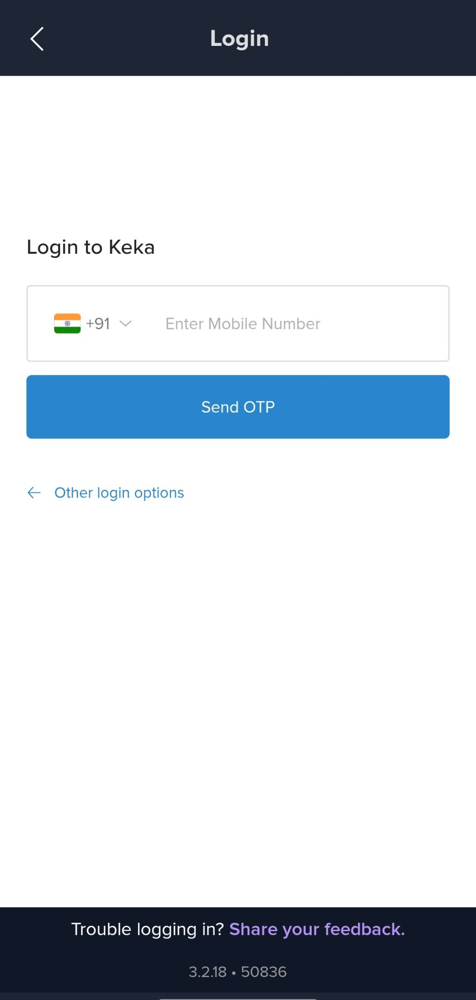 Login
Login to Keka
+91 Enter Mobile Number
Send OTP
Other login options
Trouble logging in? Share your feedback.
3.2.18 • 50836